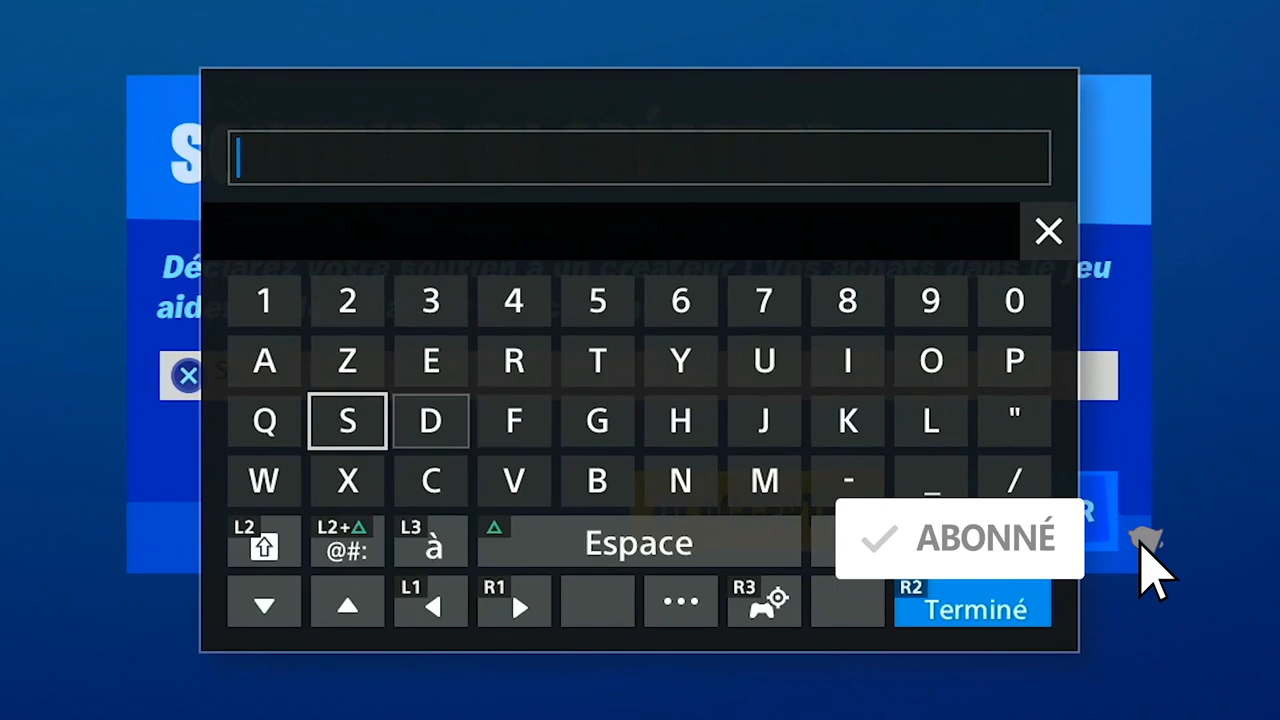 S
Déclarez votre soutien à un créateur ! Vos achats dans le jeu
aide
S
1 2 3 4 5 6 7 8 9 0
A Z E R T Y U I O P
Q S D F G H J K L "
W X C V B N M - _ /
L2 L2+△ @#: L3 à △ Espace
✓ ABONNÉ
R
L1 R1 ... R3 R2 Terminé